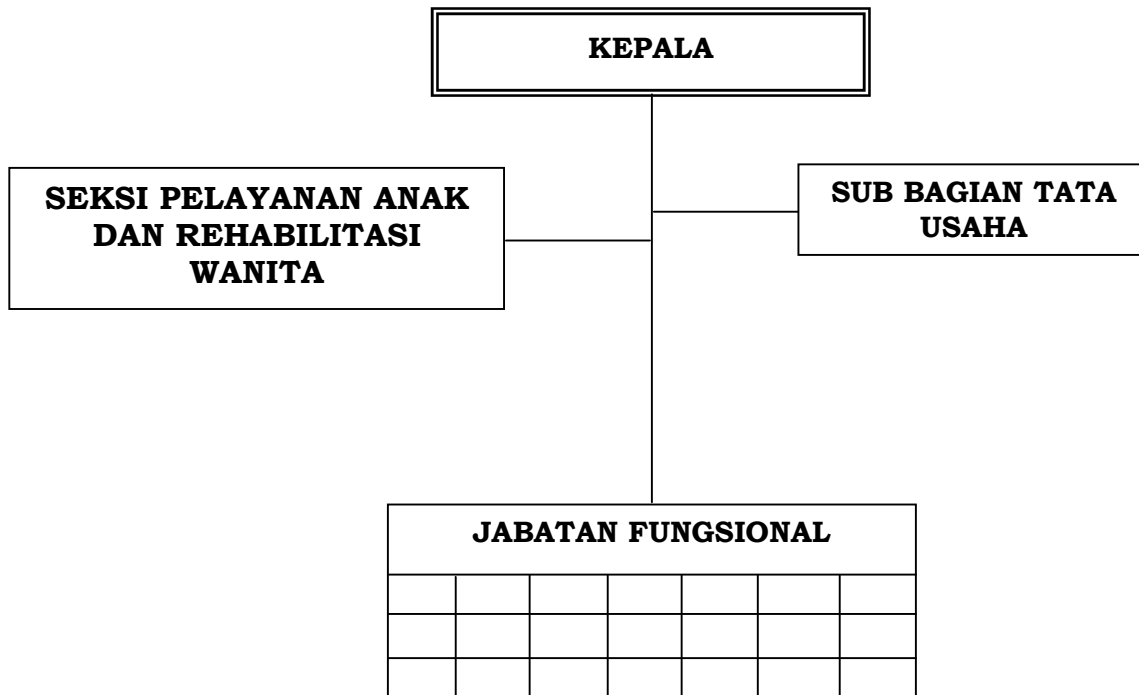 KEPALA
SEKSI PELAYANAN ANAK
DAN REHABILITASI
WANITA
SUB BAGIAN TATA
USAHA
JABATAN FUNGSIONAL